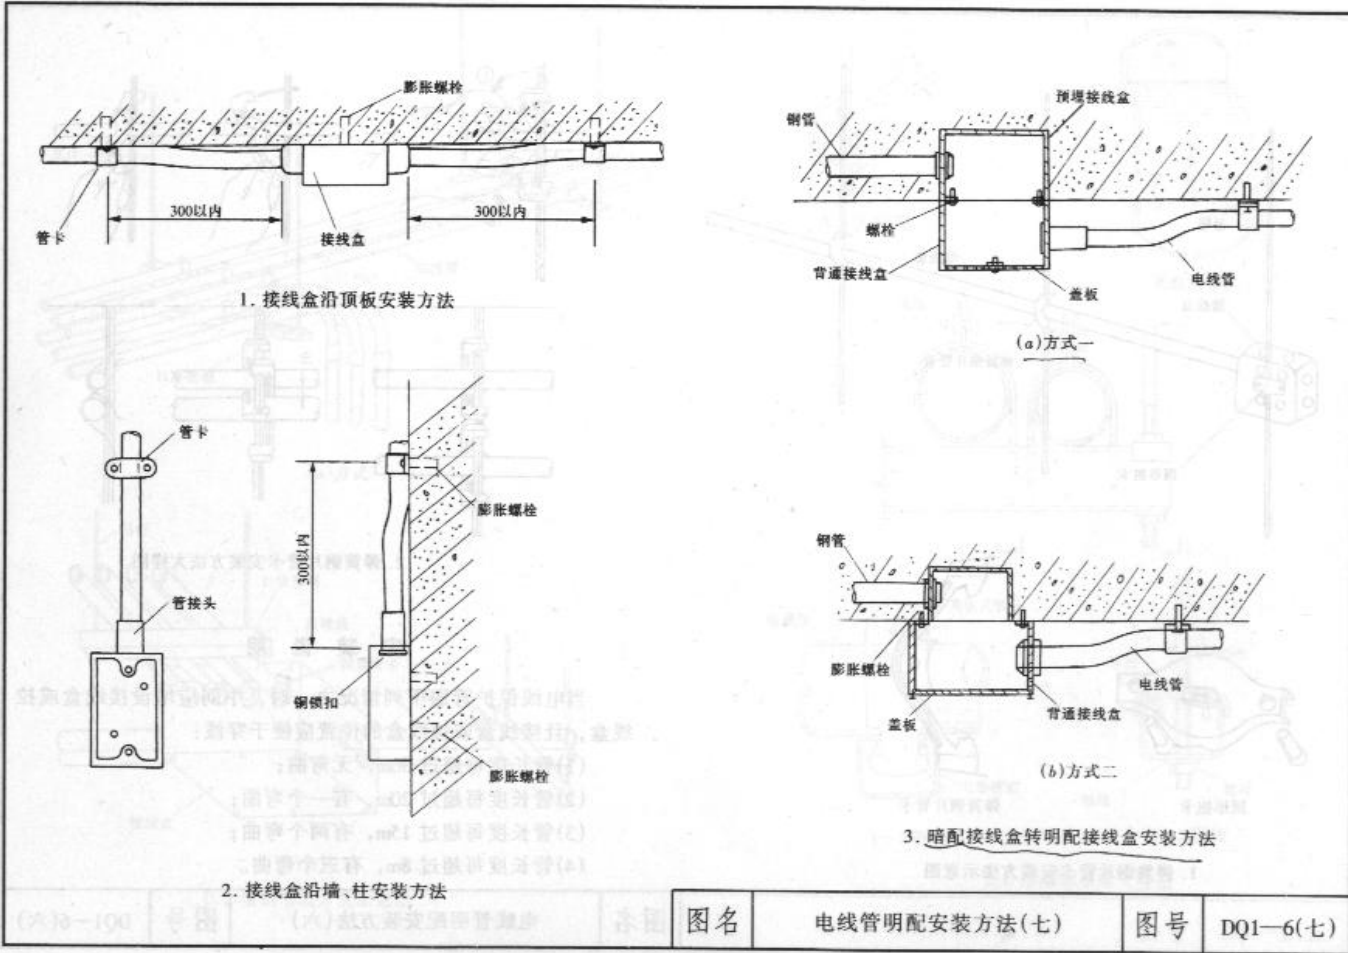 膨胀螺栓
300以内
300以内
管卡
接线盒
1. 接线盒沿顶板安装方法
预埋接线盒
钢管
螺栓
背通接线盒
盖板
电线管
(a)方式一
管卡
管接头
300以内
膨胀螺栓
铜锁扣
膨胀螺栓
2. 接线盒沿墙、柱安装方法
钢管
膨胀螺栓
盖板
电线管
背通接线盒
(b)方式二
3. 暗配接线盒转明配接线盒安装方法
图名
电线管明配安装方法(七)
图号
DQ1—6(七)